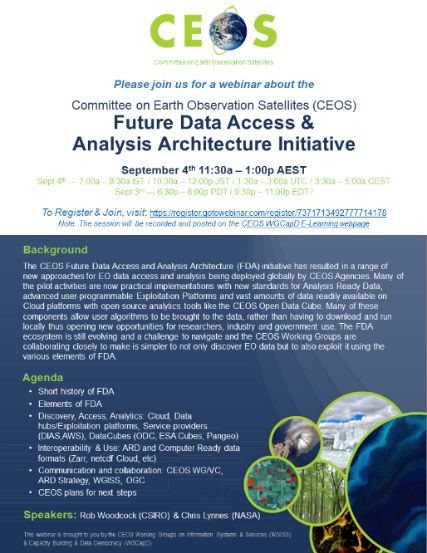 CEOS
Committee on Earth Observation Satellites
Please join us for a webinar about the
Committee on Earth Observation Satellites (CEOS)
Future Data Access &
Analysis Architecture Initiative
September 4th 11:30a – 1:00p AEST
Sept 4th — 7:00a – 8:30a IST / 10:30a – 12:00p JST / 1:30a – 3:00a UTC / 3:30a – 5:00a CEST
Sept 3rd — 6:30p – 8:00p PDT / 9:30p – 11:00p EDT /
To Register & Join, visit: https://register.gotowebinar.com/register/7371713492777714178
Note: The session will be recorded and posted on the CEOS WGCapD E-Learning webpage
Background
The CEOS Future Data Access and Analysis Architecture (FDA) initiative has resulted in a range of
new approaches for EO data access and analysis being deployed globally by CEOS Agencies. Many of
the pilot activities are now practical implementations with new standards for Analysis Ready Data,
advanced user-programmable Exploitation Platforms and vast amounts of data readily available on
Cloud platforms with open source analytics tools like the CEOS Open Data Cube. Many of these
components allow user algorithms to be brought to the data, rather than having to download and run
locally thus opening new opportunities for researchers, industry and government use. The FDA
ecosystem is still evolving and a challenge to navigate and the CEOS Working Groups are
collaborating closely to make is simpler to not only discover EO data but to also exploit it using the
various elements of FDA.
Agenda
• Short history of FDA
• Elements of FDA
• Discovery, Access, Analytics: Cloud, Data
hubs/Exploitation platforms, Service providers
(DIAS,AWS), DataCubes (ODC, ESA Cubes, Pangeo)
• Interoperability & Use: ARD and Computer Ready data
formats (Zarr, netcdf Cloud, etc)
• Communication and collaboration: CEOS WG/VC,
ARD Strategy, WGISS, OGC
• CEOS plans for next steps
Speakers: Rob Woodcock (CSIRO) & Chris Lynnes (NASA)
This webinar is brought to you by the CEOS Working Groups on Information Systems & Services (WGISS)
& Capacity Building & Data Democracy (WGCapD)